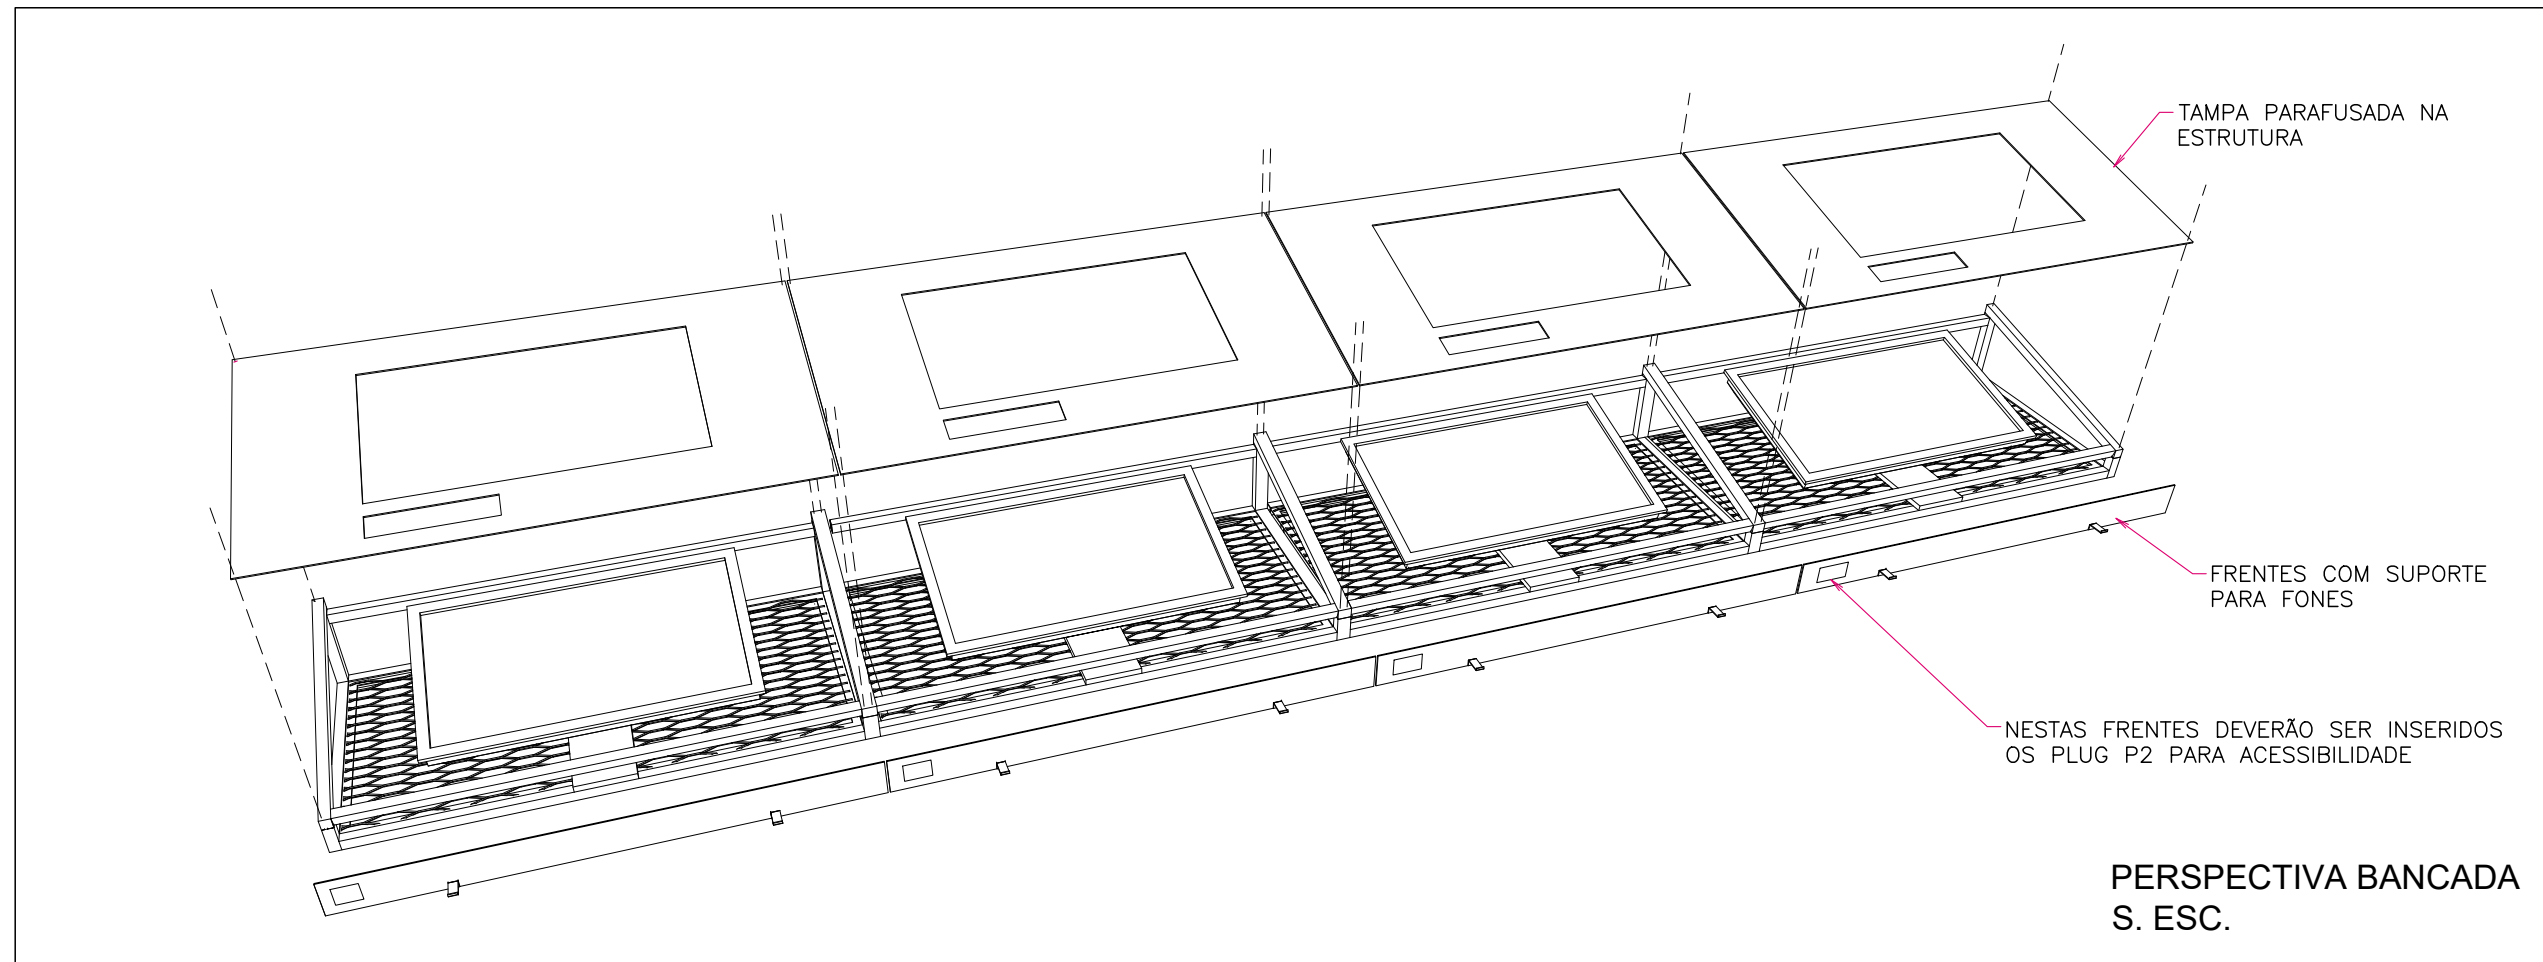 TAMPA PARAFUSADA NA
ESTRUTURA
FRENTES COM SUPORTE
PARA FONES
NESTAS FRENTES DEVERÃO SER INSERIDOS
OS PLUG P2 PARA ACESSIBILIDADE
PERSPECTIVA BANCADA
S. ESC.